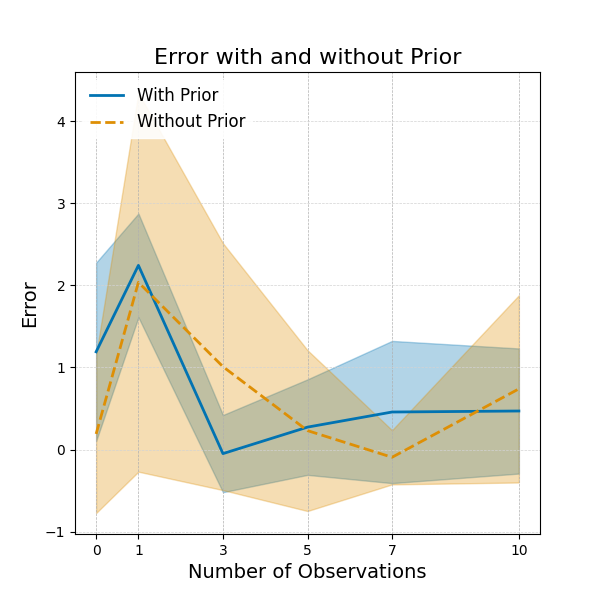 Error with and without Prior
With Prior
Without Prior
4
3
2
1
0
−1
Error
0 1 3 5 7 10
Number of Observations